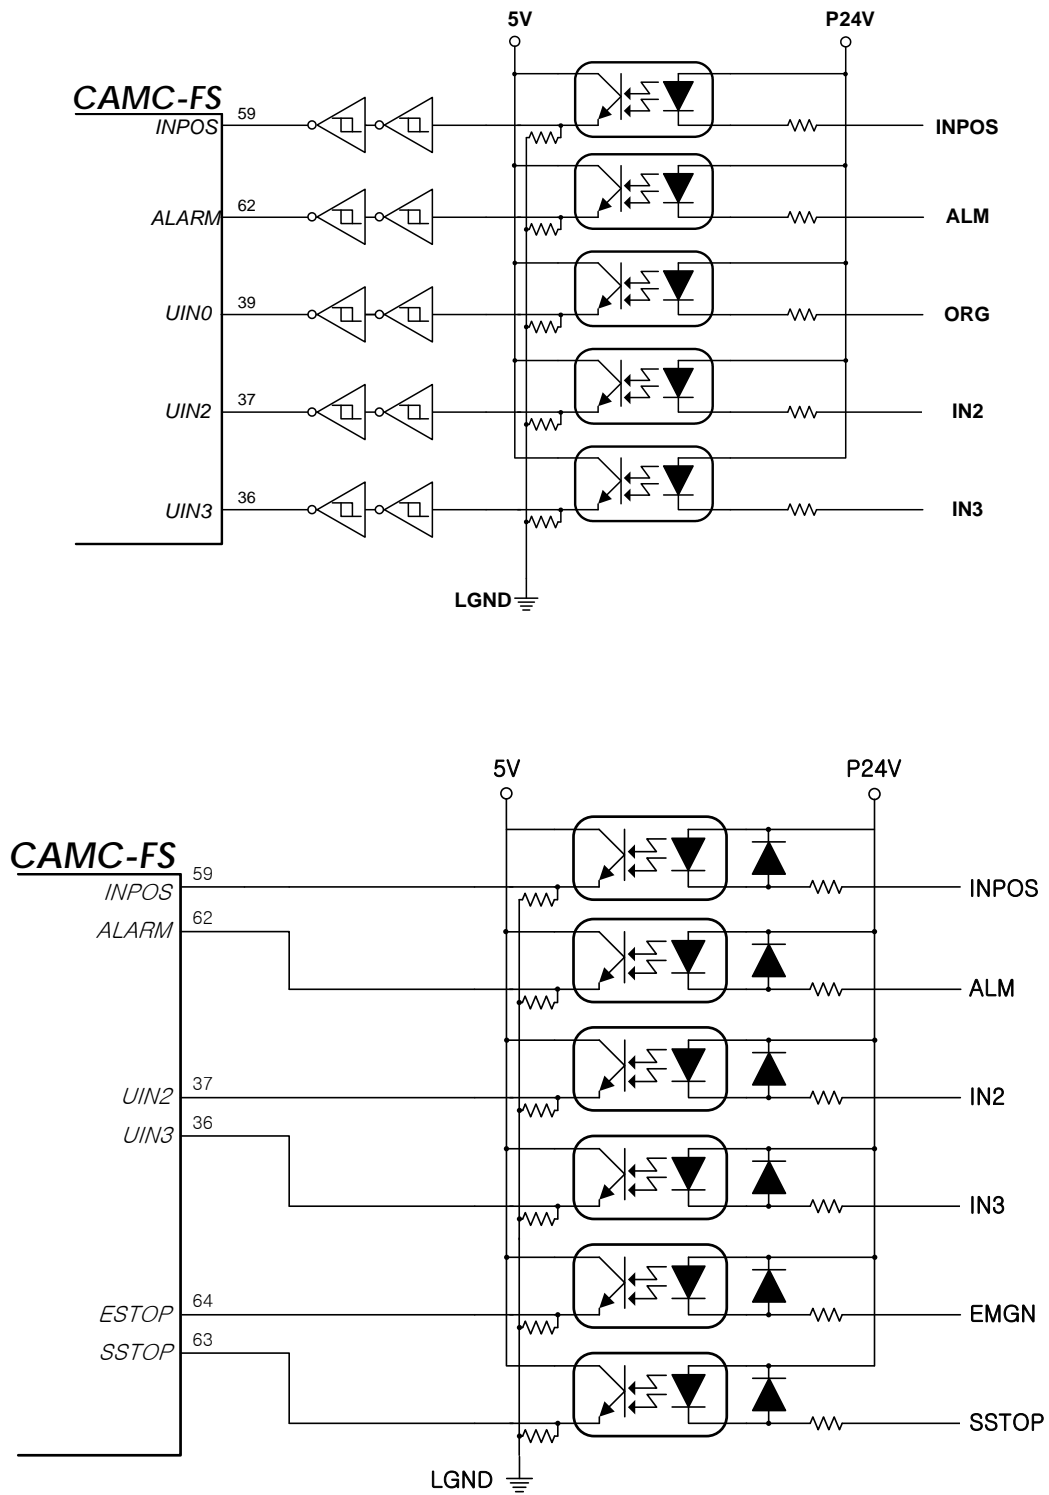 5V
P24V
CAMC-FS
INPOS
59
INPOS
ALARM
62
ALM
UIN0
39
ORG
UIN2
37
IN2
UIN3
36
IN3
LGND
5V
P24V
CAMC-FS
INPOS
59
INPOS
ALARM
62
ALM
UIN2
37
IN2
UIN3
36
IN3
ESTOP
64
EMGN
SSTOP
63
SSTOP
LGND